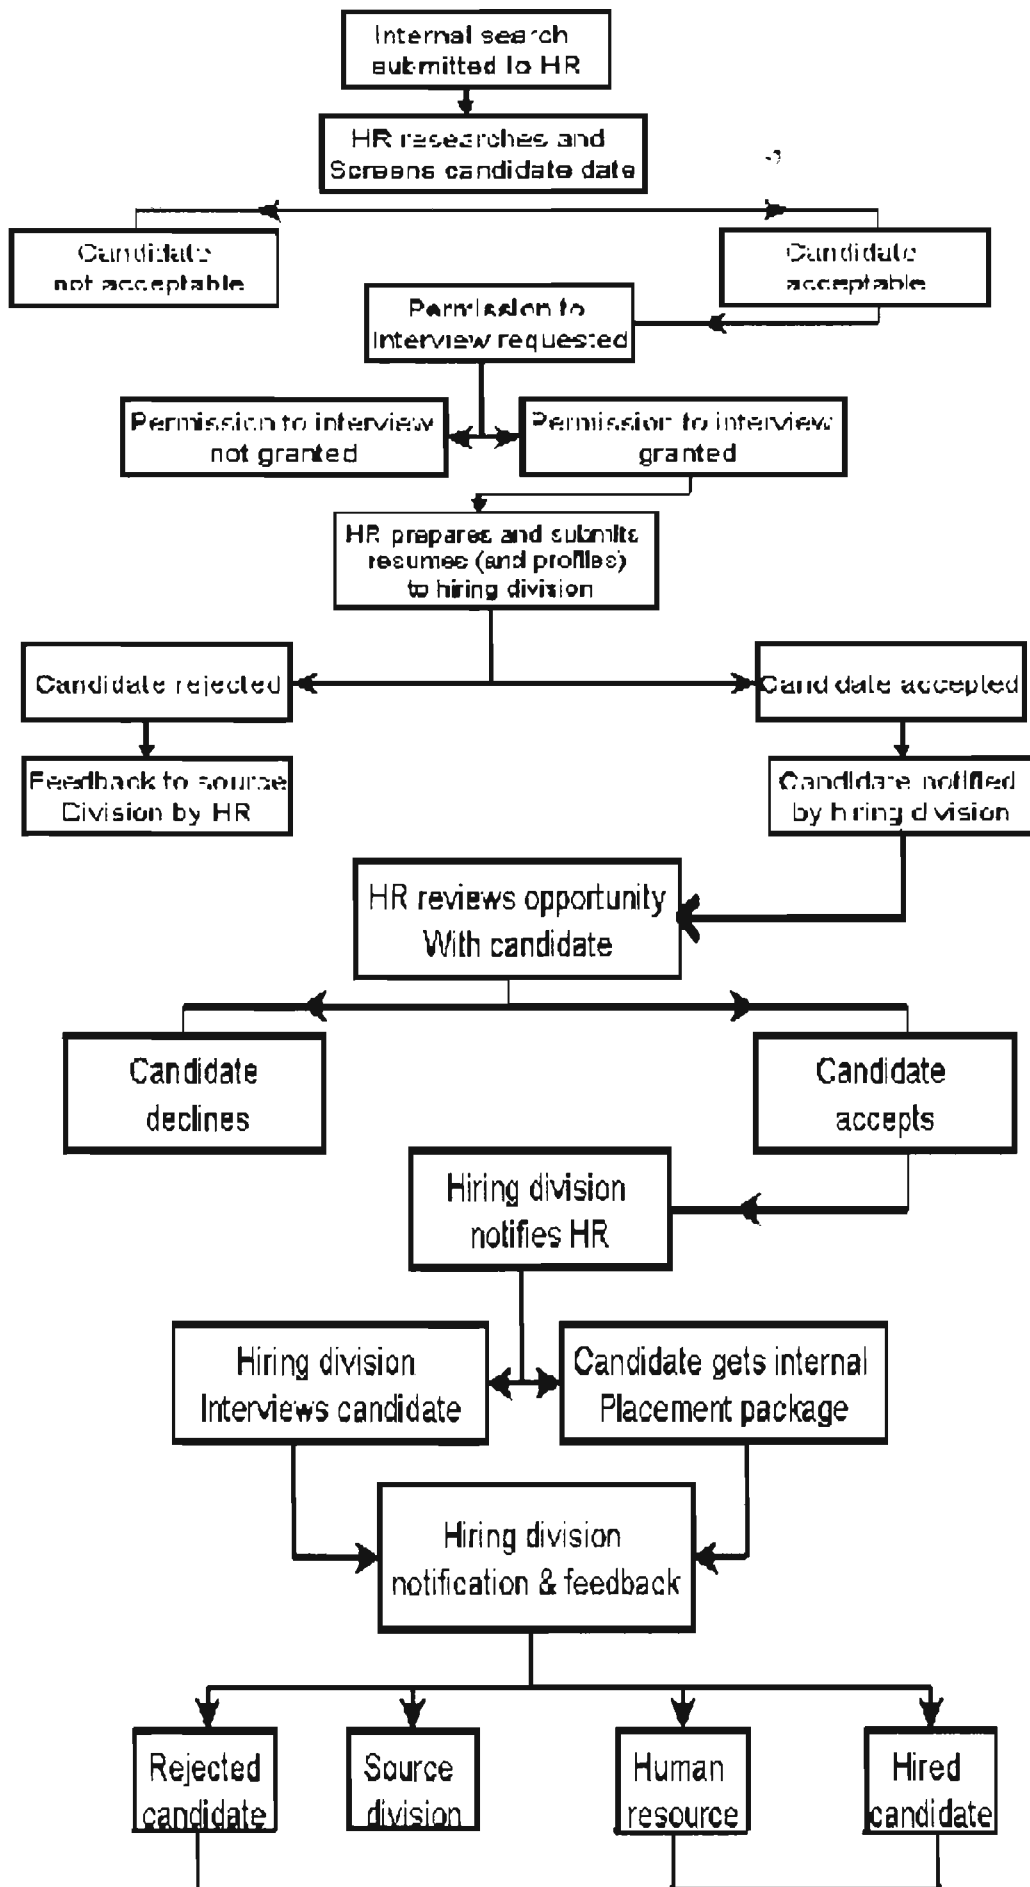 Internal search
submitted to HR
HR researches and
Screens candidate date
Candidate
not acceptable
Candidate
acceptable
Permission to
Interview requested
Permission to interview
not granted
Permission to interview
granted
HR prepares and submits
resumes (and profiles)
to hiring division
Candidate rejected
Candidate accepted
Feedback to source
Division by HR
Candidate notified
by hiring division
HR reviews opportunity
With candidate
Candidate
declines
Candidate
accepts
Hiring division
notifies HR
Hiring division
Interviews candidate
Candidate gets internal
Placement package
Hiring division
notification & feedback
Rejected
candidate
Source
division
Human
resource
Hired
candidate